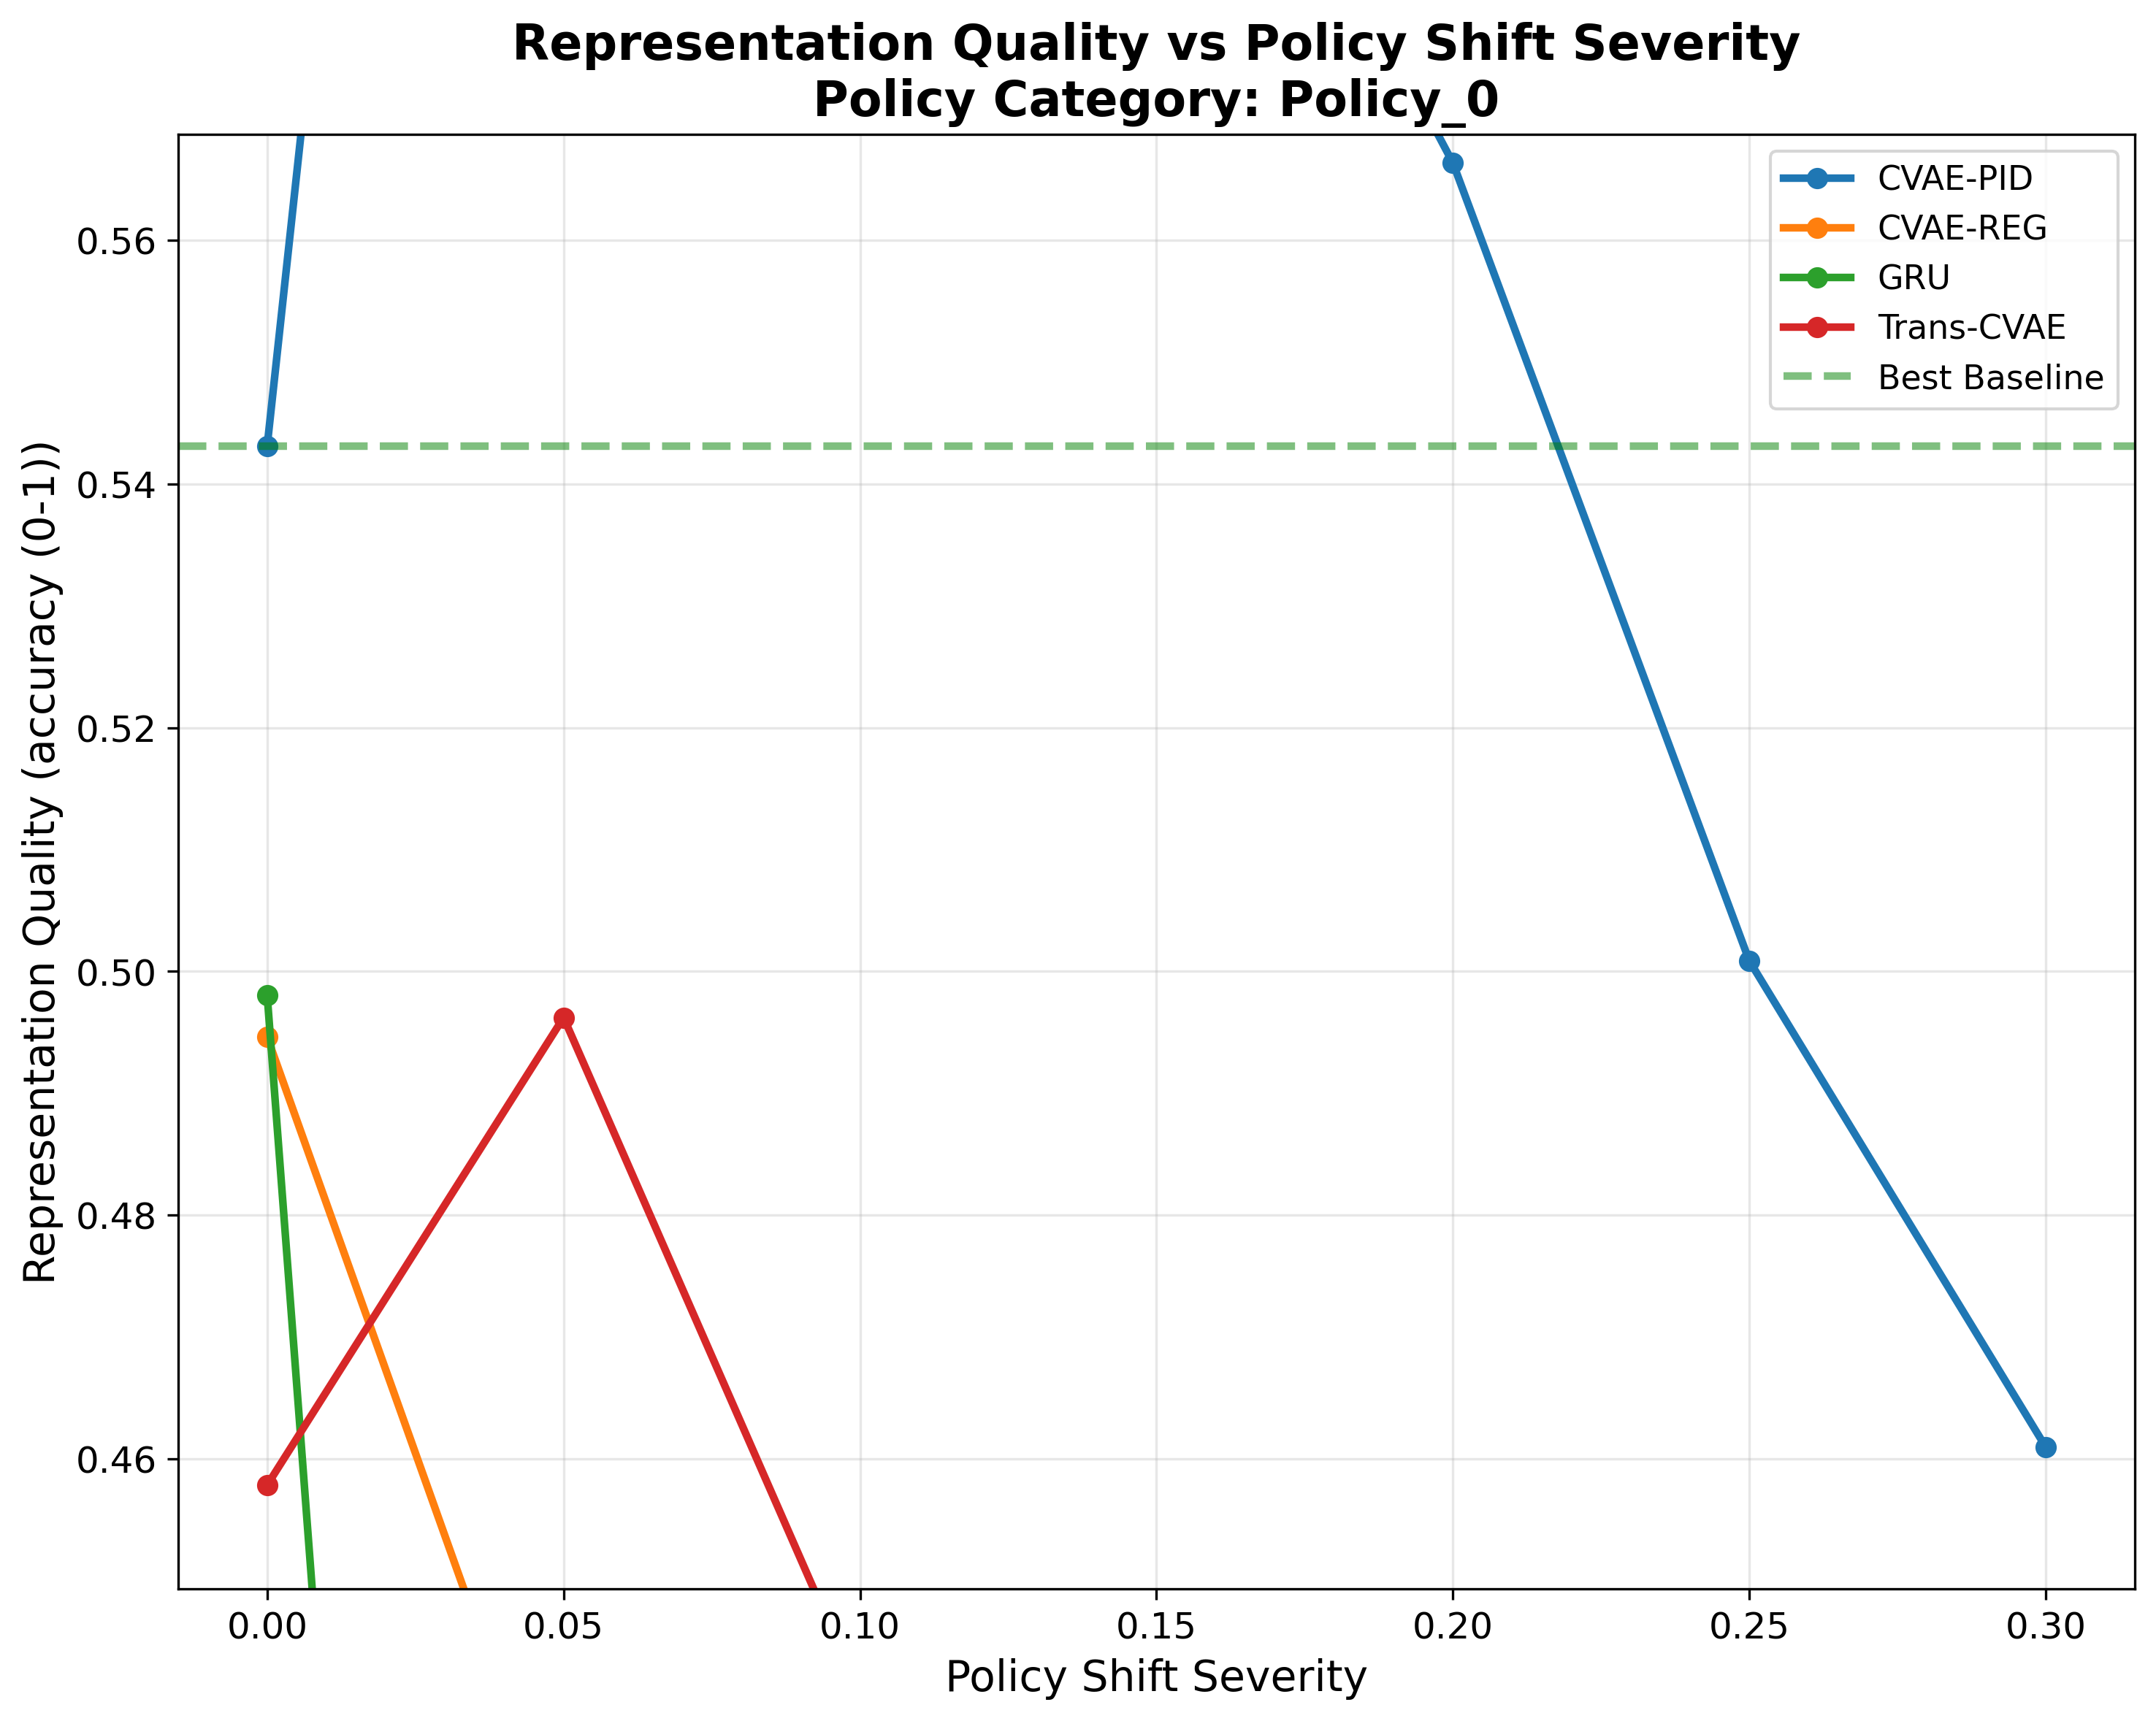 Representation Quality vs Policy Shift Severity
Policy Category: Policy_0
Representation Quality (accuracy (0-1))
0.56
0.54
0.52
0.50
0.48
0.46
CVAE-PID
CVAE-REG
GRU
Trans-CVAE
Best Baseline
0.00 0.05 0.10 0.15 0.20 0.25 0.30
Policy Shift Severity